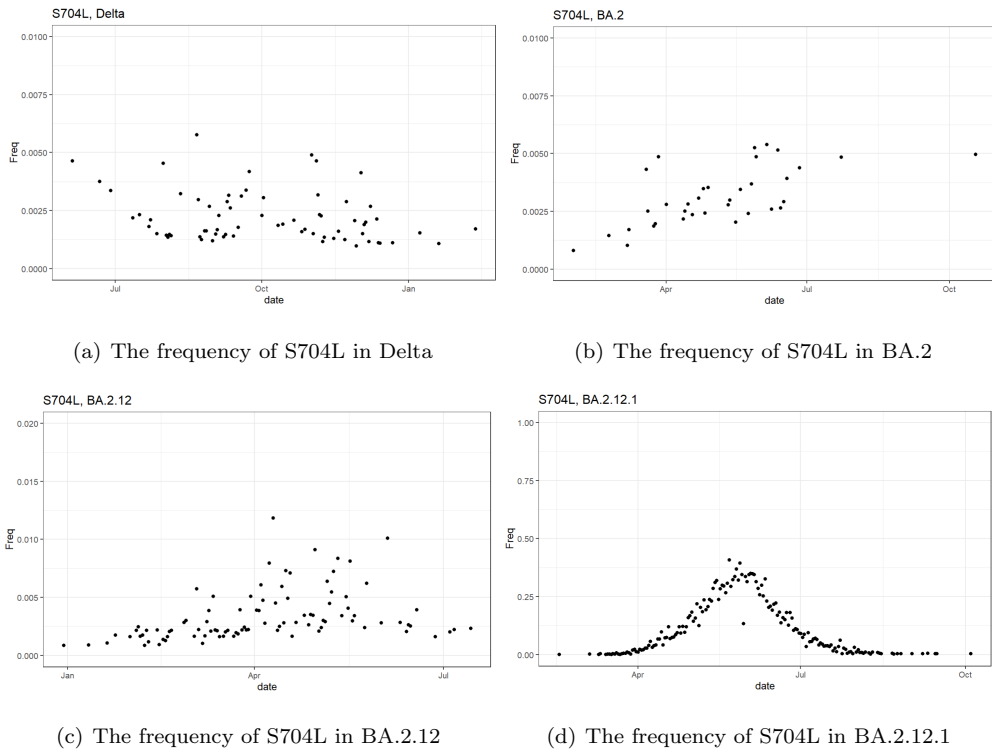 S704L, Delta
0.0100
0.0075
0.0050
0.0025
0.0000
Freq
Jul
Oct
Jan
date
(a) The frequency of S704L in Delta
S704L, BA.2
0.0100
0.0075
0.0050
0.0025
0.0000
Freq
Apr
Jul
Oct
date
(b) The frequency of S704L in BA.2
S704L, BA.2.12
0.020
0.015
0.010
0.005
0.000
Freq
Jan
Apr
Jul
date
(c) The frequency of S704L in BA.2.12
S704L, BA.2.12.1
1.00
0.75
0.50
0.25
0.00
Freq
Apr
Jul
Oct
date
(d) The frequency of S704L in BA.2.12.1